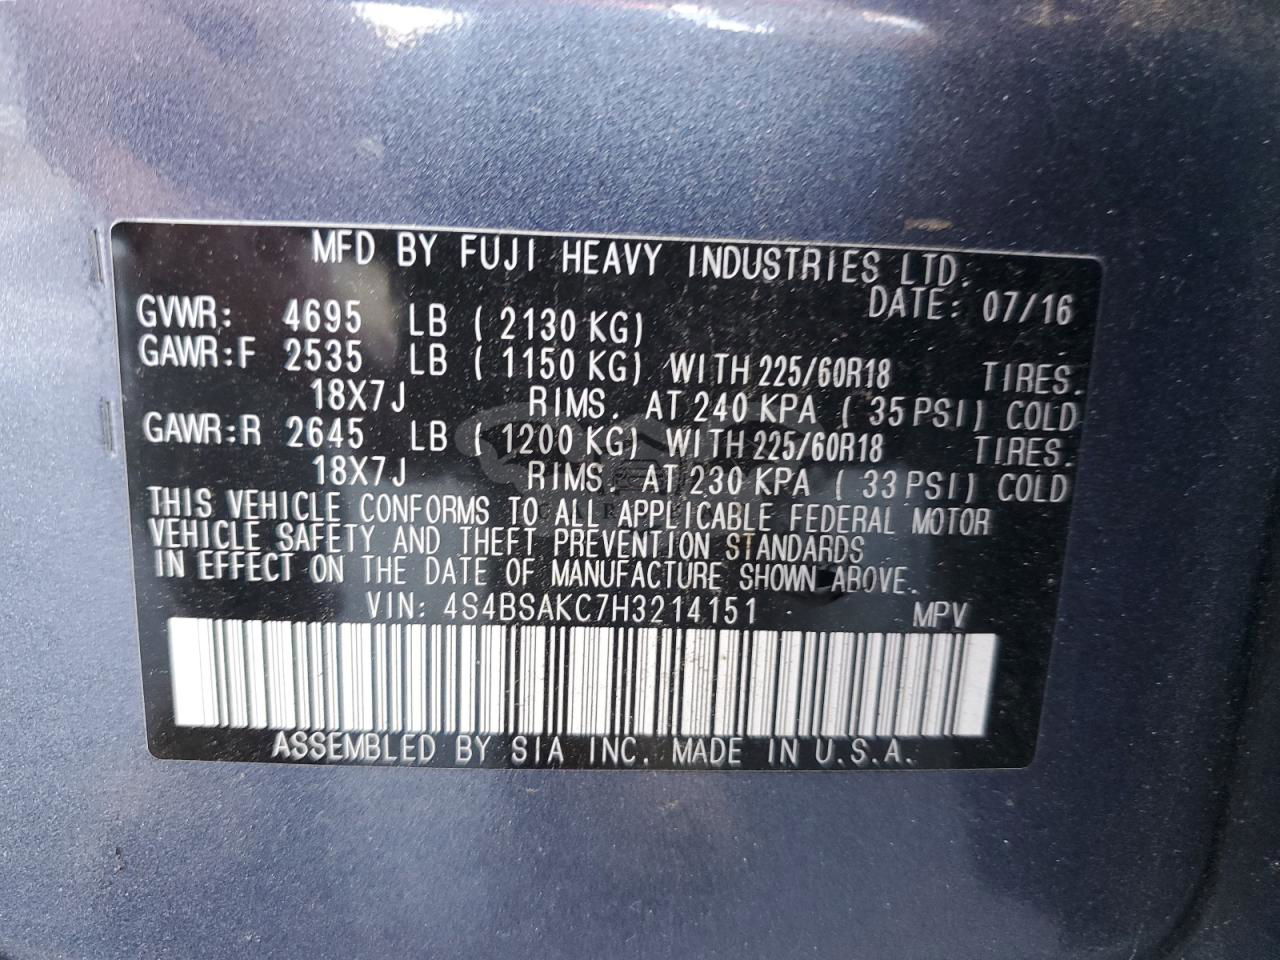 MFD BY FUJI HEAVY INDUSTRIES LTD.
DATE: 07/16
GVWR: 4695 LB ( 2130 KG)
GAWR:F 2535 LB ( 1150 KG) WITH 225/60R18 TIRES.
18X7J RIMS. AT 240 KPA ( 35 PSI) COLD
GAWR:R 2645 LB ( 1200 KG) WITH 225/60R18 TIRES.
18X7J RIMS. AT 230 KPA ( 33 PSI) COLD
THIS VEHICLE CONFORMS TO ALL APPLICABLE FEDERAL MOTOR
VEHICLE SAFETY AND THEFT PREVENTION STANDARDS
IN EFFECT ON THE DATE OF MANUFACTURE SHOWN ABOVE.
VIN: 4S4BSAKC7H3214151 MPV
ASSEMBLED BY SIA INC. MADE IN U.S.A.